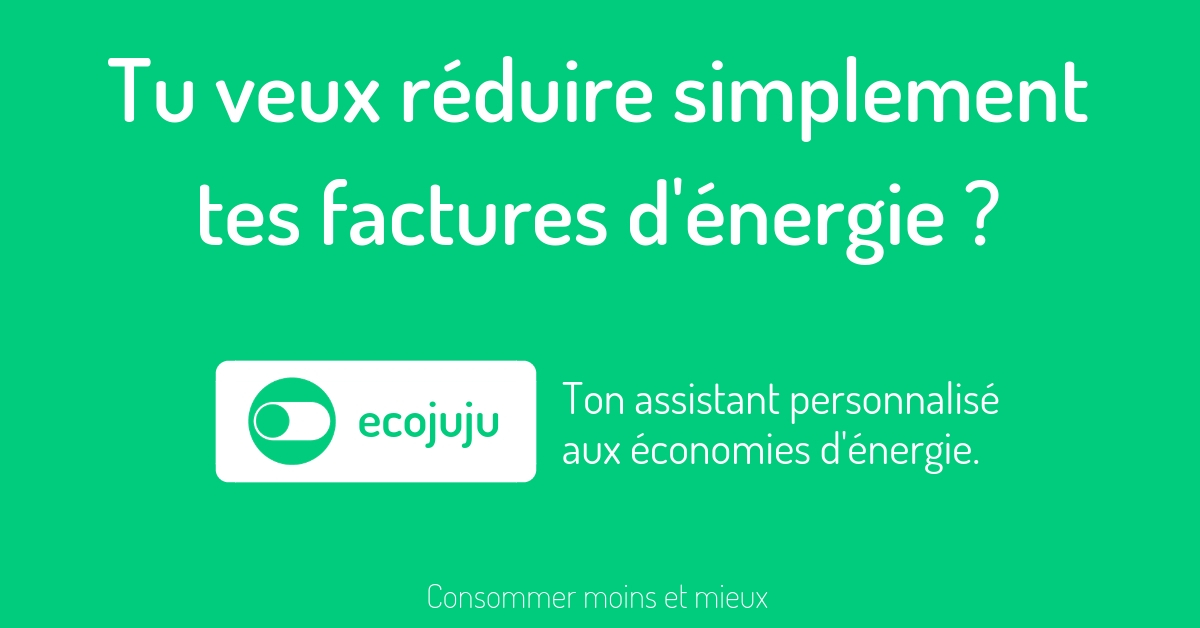 Tu veux réduire simplement
tes factures d'énergie ?
ecojuju
Ton assistant personnalisé
aux économies d'énergie.
Consommer moins et mieux